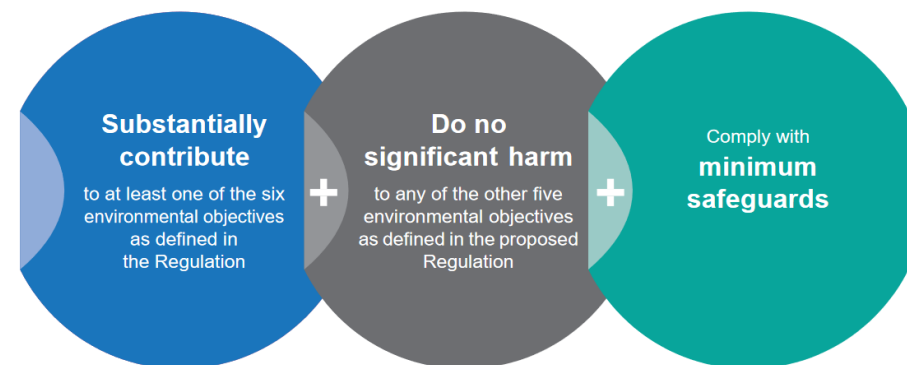 Substantially
contribute
to at least one of the six
environmental objectives
as defined in
the Regulation
+
Do no
significant harm
to any of the other five
environmental objectives
as defined in the proposed
Regulation
+
Comply with
minimum
safeguards